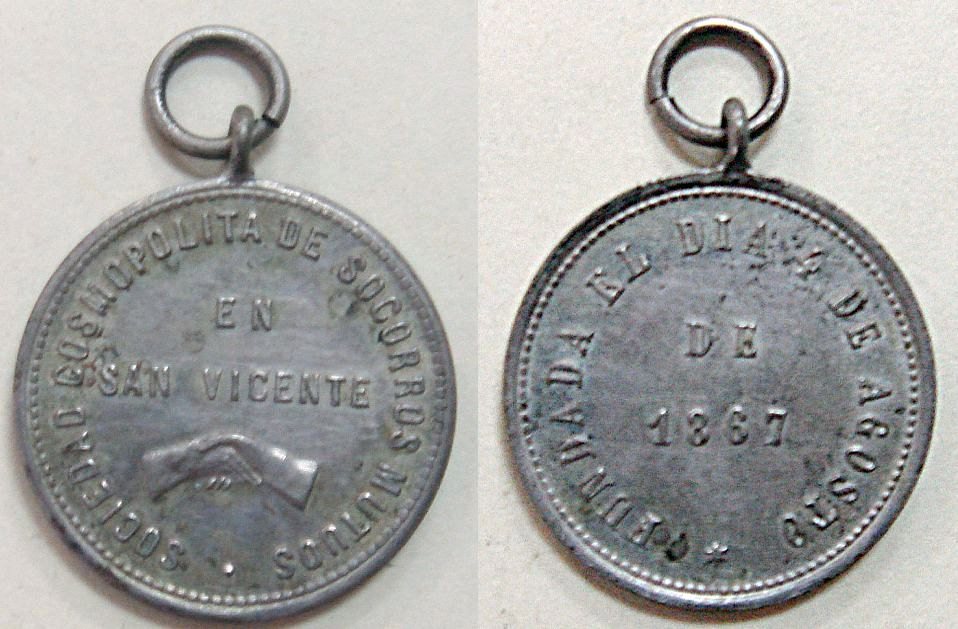 SOCIEDAD COSMOPOLITA DE SOCORROS MUTUOS
EN
SAN VICENTE
FUNDADA EL DIA 4 DE AGOSTO
DE
1867